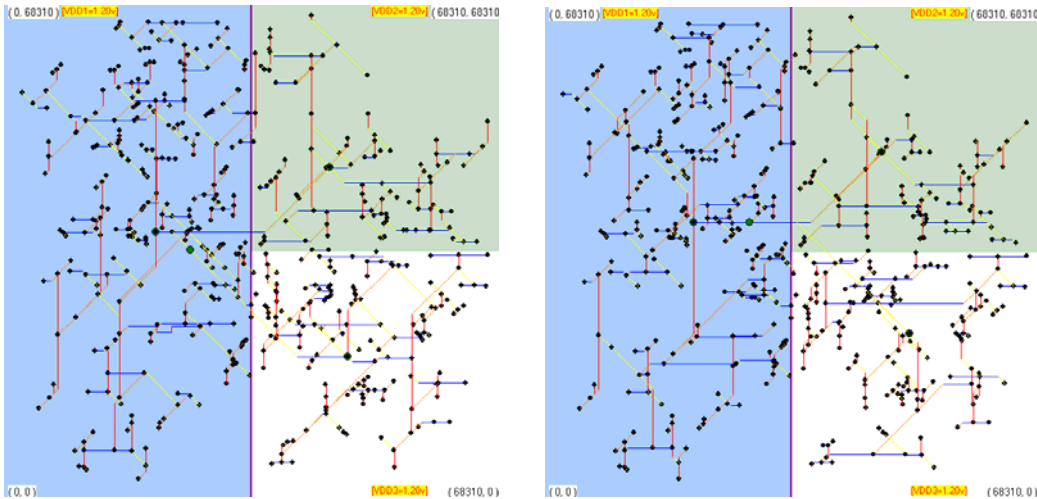 (0, 68310) [VDD1=1.20v] [VDD2=1.20v] (68310, 68310)
(0, 0) [VDD3=1.20v] (68310, 0)
(0, 68310) [VDD1=1.20v] [VDD2=1.20v] (68310, 68310)
(0, 0) [VDD3=1.20v] (68310, 0)